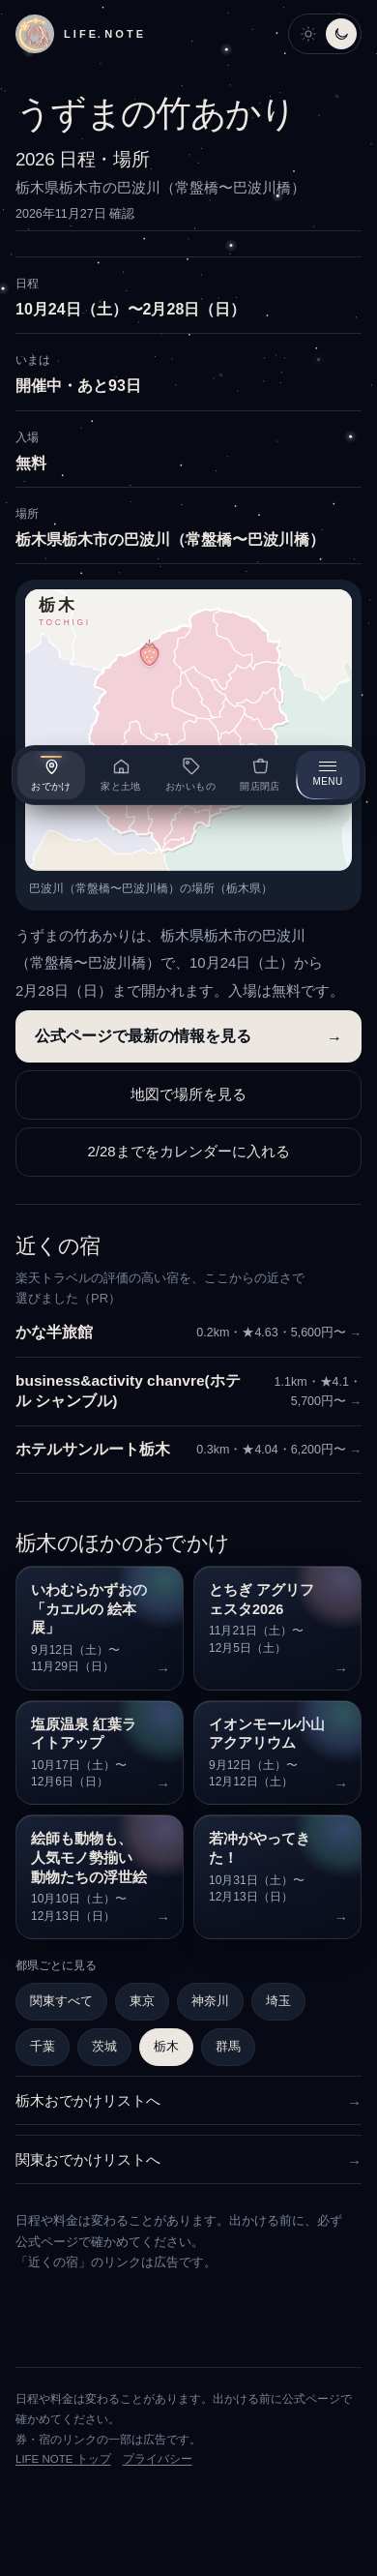 LIFE NOTE
うずまの竹あかり
2026 日程・場所
栃木県栃木市の巴波川（常盤橋〜巴波川橋）
2026年11月27日 確認
日程
10月24日（土）〜2月28日（日）
いまは
開催中・あと93日
入場
無料
場所
栃木県栃木市の巴波川（常盤橋〜巴波川橋）
栃木
TOCHIGI
おでかけ
家と土地
おかいもの
開店閉店
MENU
巴波川（常盤橋〜巴波川橋）の場所（栃木県）
うずまの竹あかりは、栃木県栃木市の巴波川
（常盤橋〜巴波川橋）で、10月24日（土）から
2月28日（日）まで開かれます。入場は無料です。
公式ページで最新の情報を見る →
地図で場所を見る
2/28までをカレンダーに入れる
近くの宿
楽天トラベルの評価の高い宿を、ここからの近さで
選びました（PR）
かな半旅館 0.2km・★4.63・5,600円〜 →
business&activity chanvre(ホテ
ル シャンブル)
1.1km・★4.1・
5,700円〜 →
ホテルサンルート栃木 0.3km・★4.04・6,200円〜 →
栃木のほかのおでかけ
いわむらかずおの
「カエルの 絵本
展」
9月12日（土）〜
11月29日（日） →
とちぎ アグリフ
ェスタ2026
11月21日（土）〜
12月5日（土）
→
塩原温泉 紅葉ラ
イトアップ
10月17日（土）〜
12月6日（日） →
イオンモール小山
アクアリウム
9月12日（土）〜
12月12日（土） →
絵師も動物も、
人気モノ勢揃い
動物たちの浮世絵
10月10日（土）〜
12月13日（日） →
若冲がやってき
た！
10月31日（土）〜
12月13日（日）
→
都県ごとに見る
関東すべて 東京 神奈川 埼玉
千葉 茨城 栃木 群馬
栃木おでかけリストへ →
関東おでかけリストへ →
日程や料金は変わることがあります。出かける前に、必ず
公式ページで確かめてください。
「近くの宿」のリンクは広告です。
日程や料金は変わることがあります。出かける前に公式ページで
確かめてください。
券・宿のリンクの一部は広告です。
LIFE NOTE トップ プライバシー